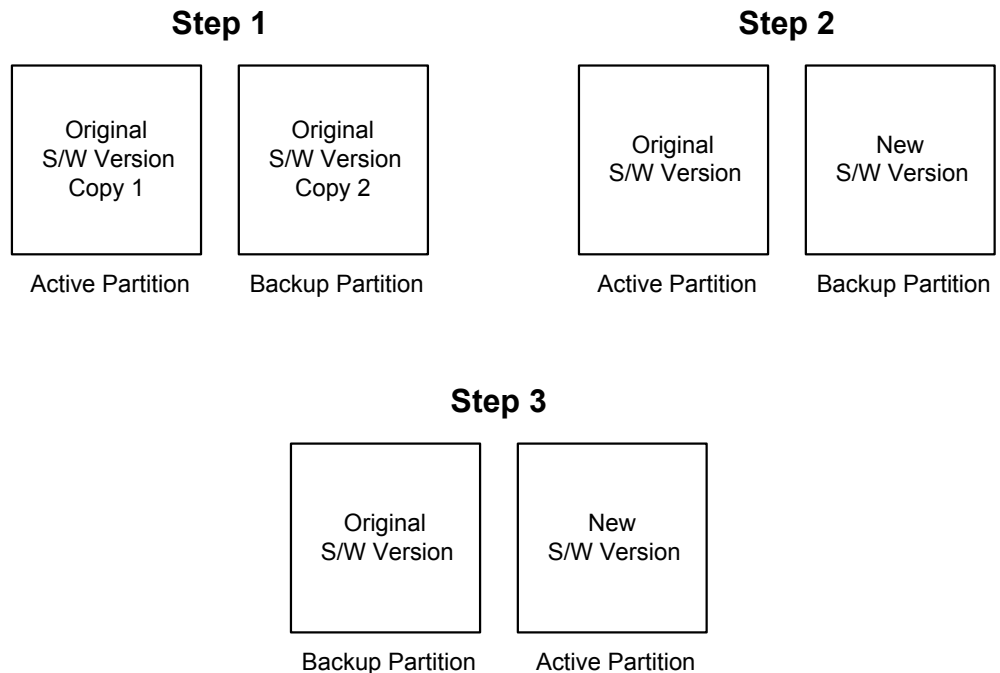 Step 1
Original
S/W Version
Copy 1
Active Partition
Original
S/W Version
Copy 2
Backup Partition
Step 2
Original
S/W Version
Active Partition
New
S/W Version
Backup Partition
Step 3
Original
S/W Version
Backup Partition
New
S/W Version
Active Partition